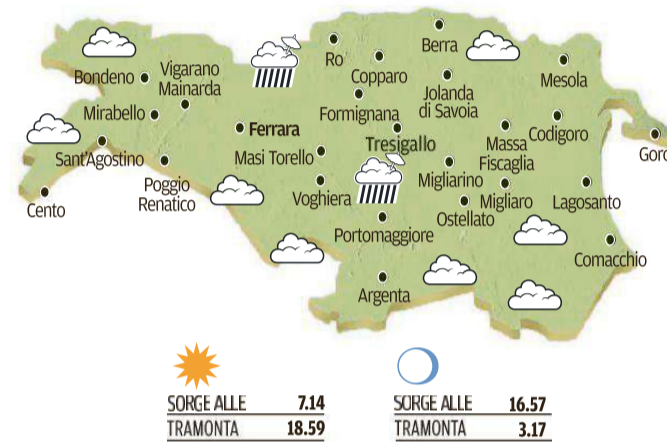 Berra
Ro
Copparo
Vigarano
Mainarda
Bondeno
Mesola
Jolanda
di Savoia
Formignana
Mirabello
Ferrara
Codigoro
Tresigallo
Massa
Fiscaglia
Goro
Sant'Agostino
Masi Torello
Poggio
Renatico
Migliarino
Voghiera
Migliaro
Lagosanto
Cento
Ostellato
Portomaggiore
Comacchio
Argenta
SORGE ALLE 7.14
TRAMONTA 18.59
SORGE ALLE 16.57
TRAMONTA 3.17